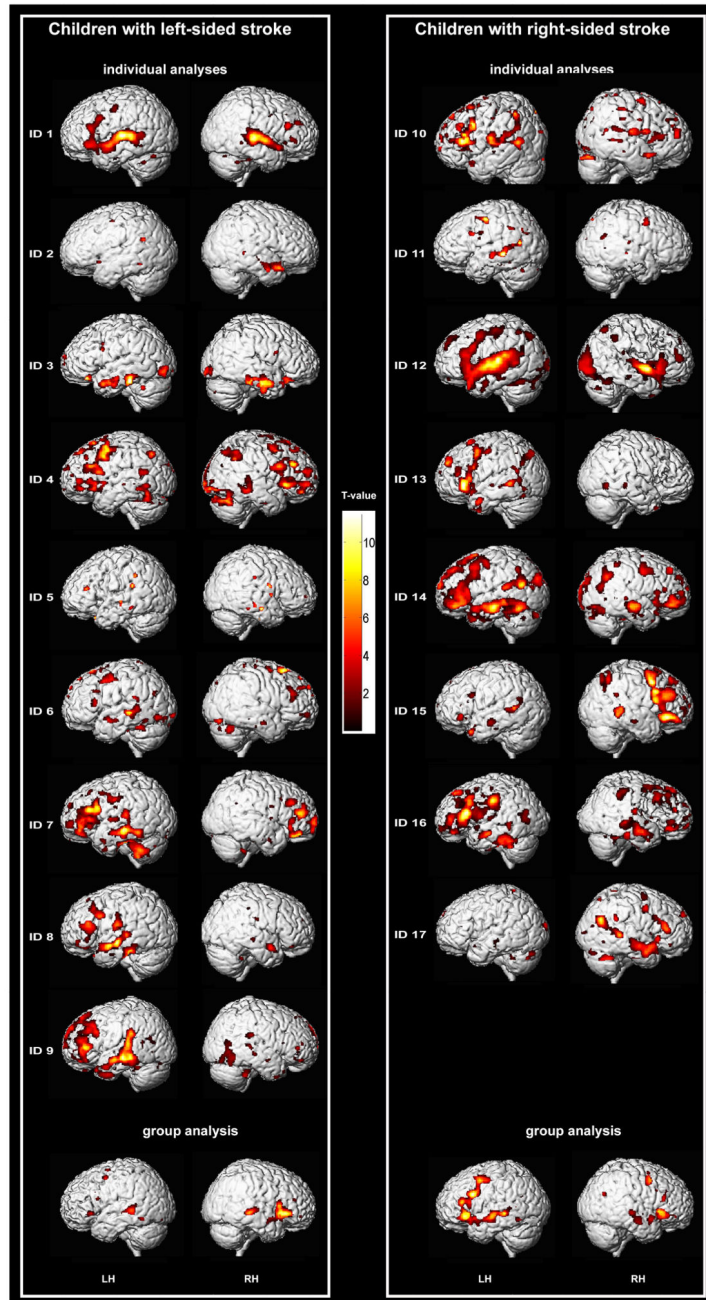 Children with left-sided stroke
individual analyses
ID 1
ID 2
ID 3
ID 4
ID 5
ID 6
ID 7
ID 8
ID 9
group analysis
LH RH
T-value
10
8
6
4
2
Children with right-sided stroke
individual analyses
ID 10
ID 11
ID 12
ID 13
ID 14
ID 15
ID 16
ID 17
group analysis
LH RH